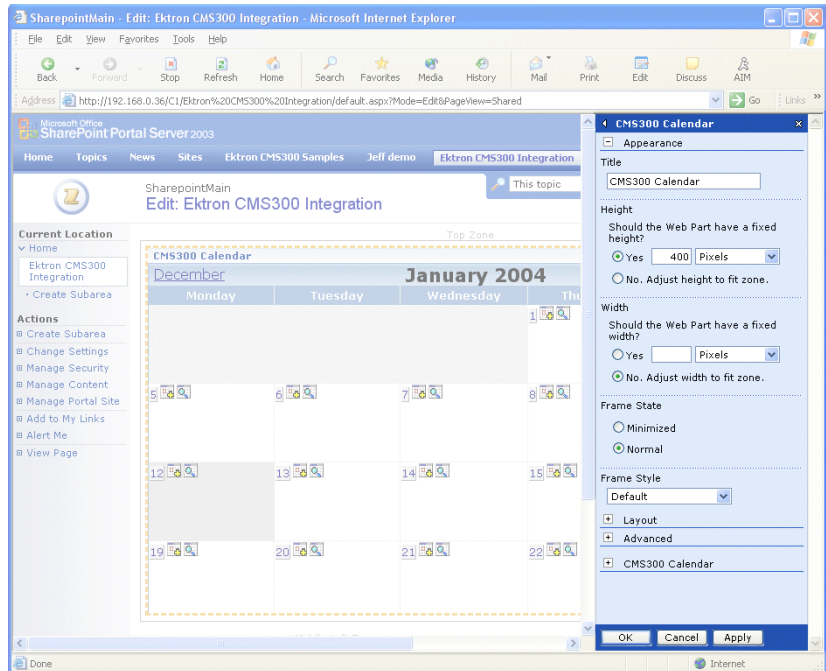 SharepointMain - Edit: Ektron CMS300 Integration - Microsoft Internet Explorer
File Edit View Favorites Tools Help
Back Forward Stop Refresh Home Search Favorites Media History Mail Print Edit Discuss AIM
Address http://192.168.0.36/C1/Ektron%20CMS300%20Integration/default.aspx?Mode=Edit&PageView=Shared Go Links »
Microsoft Office
SharePoint Portal Server 2003
Home Topics News Sites Ektron CMS300 Samples Jeff demo Ektron CMS300 Integration
SharepointMain
Edit: Ektron CMS300 Integration
This topic
Current Location
Home
Ektron CMS300
Integration
Create Subarea
Actions
Create Subarea
Change Settings
Manage Security
Manage Content
Manage Portal Site
Add to My Links
Alert Me
View Page
Top Zone
CMS300 Calendar
December January 2004
Monday Tuesday Wednesday Thu
1
5 6 7 8
12 13 14 15
19 20 21 22
CMS300 Calendar x
Appearance
Title
CMS300 Calendar
Height
Should the Web Part have a fixed
height?
Yes 400 Pixels
No. Adjust height to fit zone.
Width
Should the Web Part have a fixed
width?
Yes Pixels
No. Adjust width to fit zone.
Frame State
Minimized
Normal
Frame Style
Default
Layout
Advanced
CMS300 Calendar
OK Cancel Apply
Done Internet